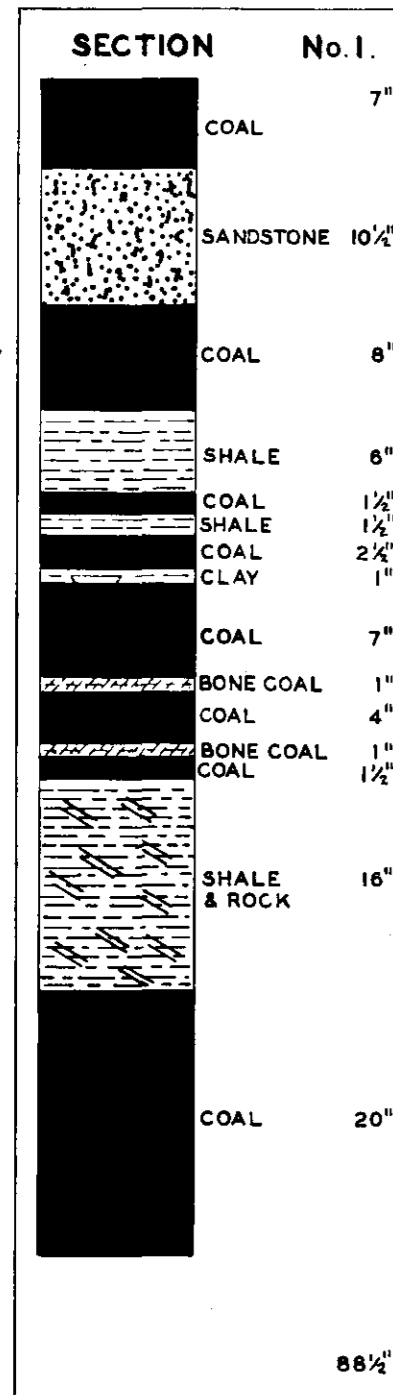 SECTION No. 1.
7"
COAL
SANDSTONE 10½"
COAL 8"
SHALE 6"
COAL 1½"
SHALE 1½"
COAL 2½"
CLAY 1"
COAL 7"
BONE COAL 1"
COAL 4"
BONE COAL 1"
COAL 1½"
SHALE 16"
& ROCK
COAL 20"
88½"